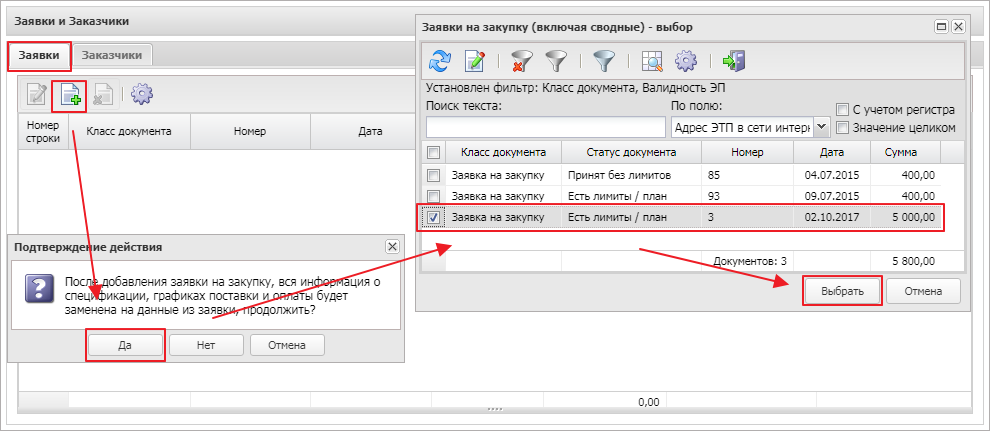 Заявки и Заказчики
Заявки
Заказчики
Номер строки
Класс документа
Номер
Дата
0,00
Подтверждение действия
После добавления заявки на закупку, вся информация о
спецификации, графиках поставки и оплаты будет
заменена на данные из заявки, продолжить?
Да
Нет
Отмена
Заявки на закупку (включая сводные) - выбор
Установлен фильтр: Класс документа, Валидность ЭП
Поиск текста:
По полю:
С учетом регистра
Адрес ЭТП в сети интерн
Значение целиком
Класс документа Статус документа Номер Дата Сумма
Заявка на закупку Принят без лимитов 85 04.07.2015 400,00
Заявка на закупку Есть лимиты / план 93 09.07.2015 400,00
Заявка на закупку Есть лимиты / план 3 02.10.2017 5 000,00
Документов: 3 5 800,00
Выбрать
Отмена